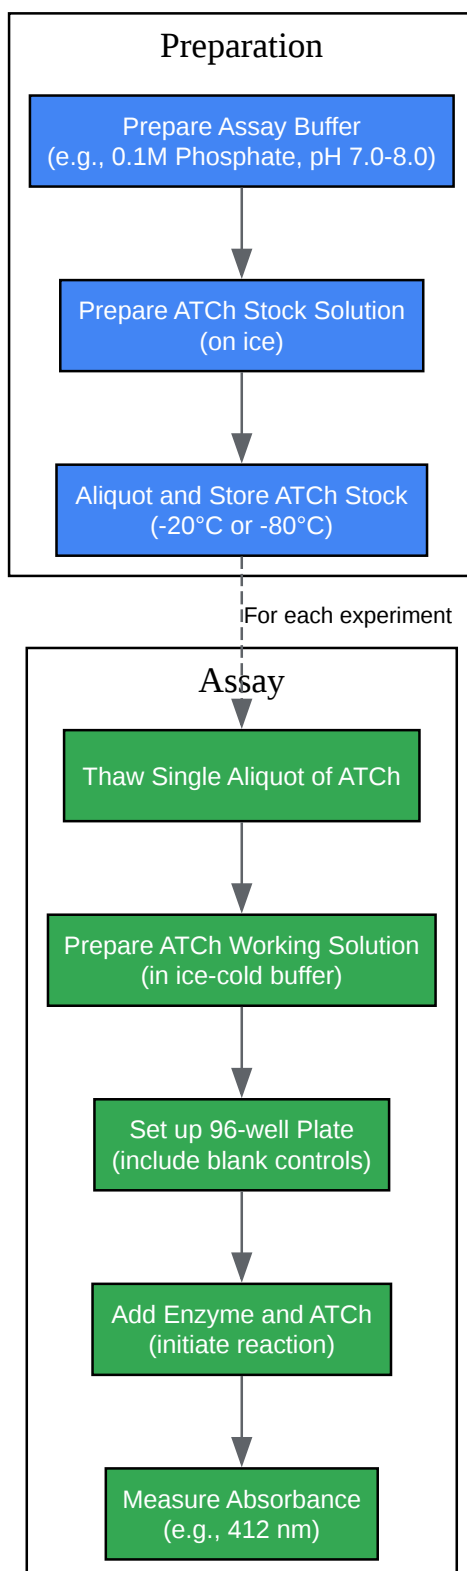 Preparation
Prepare Assay Buffer
(e.g., 0.1M Phosphate, pH 7.0-8.0)
Prepare ATCh Stock Solution
(on ice)
Aliquot and Store ATCh Stock
(-20°C or -80°C)
For each experiment
Assay
Thaw Single Aliquot of ATCh
Prepare ATCh Working Solution
(in ice-cold buffer)
Set up 96-well Plate
(include blank controls)
Add Enzyme and ATCh
(initiate reaction)
Measure Absorbance
(e.g., 412 nm)